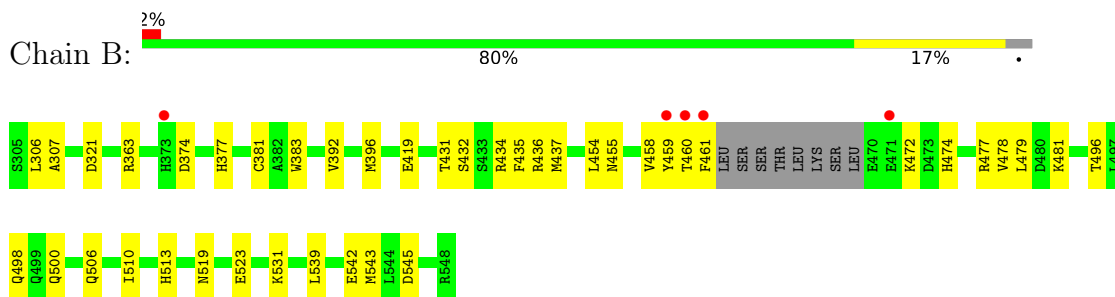 2%
Chain B:
80% 17% •
S305 L306 A307 D321 R363 H373 D374 H377 C381 A382 W383 V392 M396 E419 T431 S432 S433 R434 F435 R436 M437 L454 N455 V458 Y459 T460 F461 LEU SER SER THR LEU LYS SER LEU E470 E471 K472 D473 H474 R477 V478 L479 D480 K481 T496 L497
Q498 Q499 Q500 Q506 I510 H513 N519 E523 K531 L539 E542 M543 L544 D545 R548